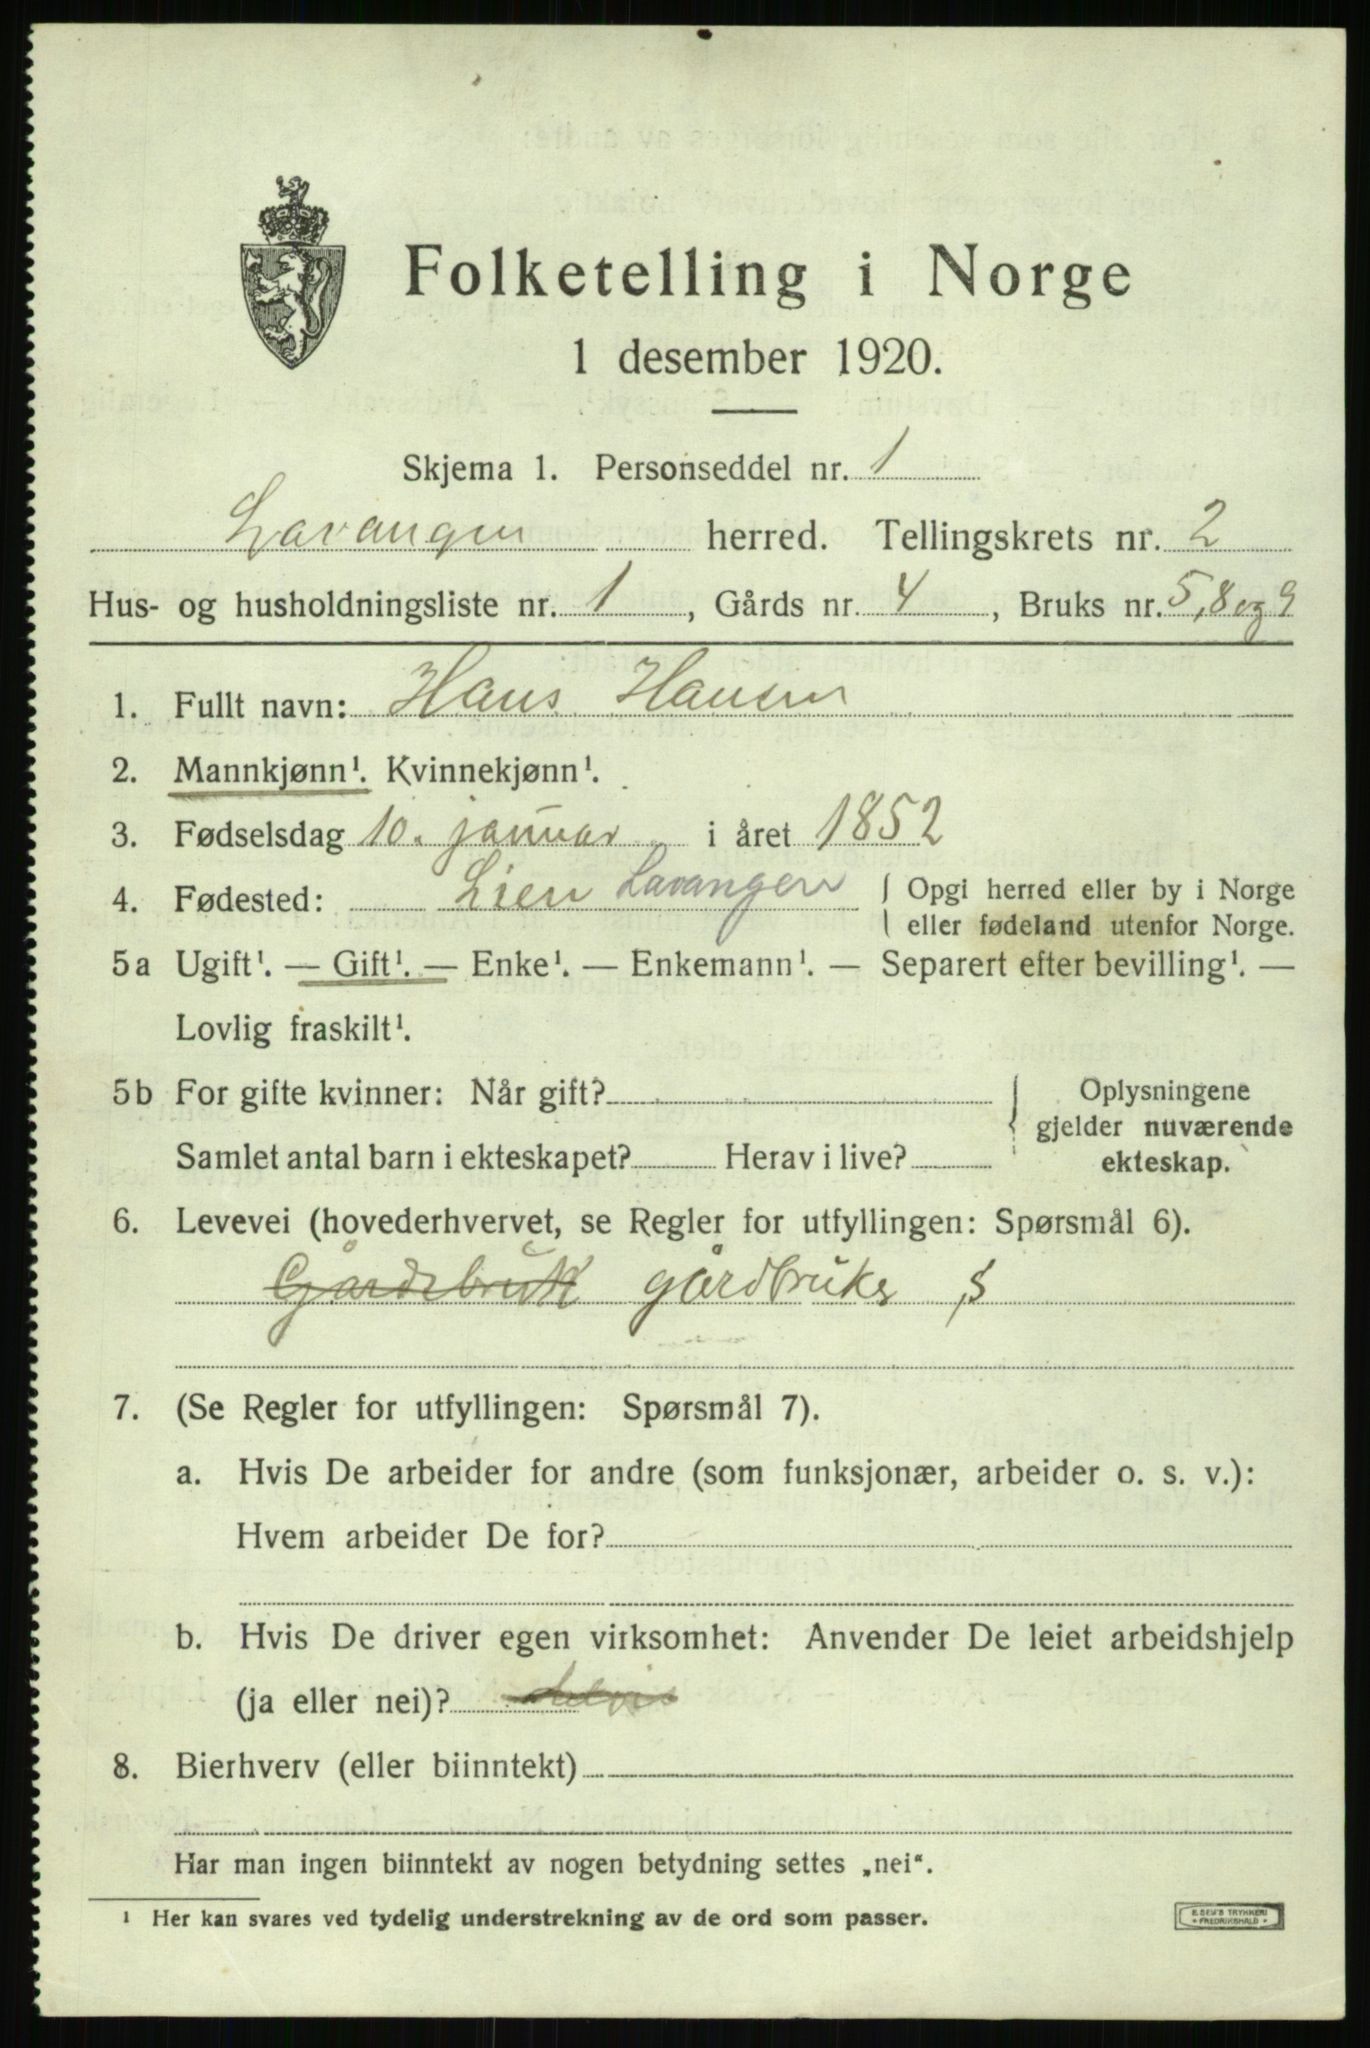 Folketelling i Norge
1 desember 1920.
Skjema 1. Personseddel nr. 1
Lavangen herred. Tellingskrets nr. 2
Hus- og husholdningsliste nr. 1, Gårds nr. 4, Bruks nr. 5, 8 og 9
1. Fullt navn: Hans Hansen
2. Mannkjønn¹. Kvinnekjønn¹.
3. Fødselsdag 10. januar i året 1852
4. Fødested: Lien Lavangen { Opgi herred eller by i Norge
eller fødeland utenfor Norge.
5a Ugift¹. — Gift¹. — Enke¹. — Enkemann¹. — Separert efter bevilling¹. —
Lovlig fraskilt¹.
5b For gifte kvinner: Når gift? { Oplysningene
gjelder nuværende
Samlet antal barn i ekteskapet? Herav i live? ekteskap.
6. Levevei (hovederhvervet, se Regler for utfyllingen: Spørsmål 6).
Gårdsbruk gårdbruker S
7. (Se Regler for utfyllingen: Spørsmål 7).
a. Hvis De arbeider for andre (som funksjonær, arbeider o. s. v.):
Hvem arbeider De for?
b. Hvis De driver egen virksomhet: Anvender De leiet arbeidshjelp
(ja eller nei)?
8. Bierhverv (eller biinntekt)
Har man ingen biinntekt av nogen betydning settes „nei“.
¹ Her kan svares ved tydelig understrekning av de ord som passer.
E. SEM'S TRYKKERI
FREDRIKSHALD